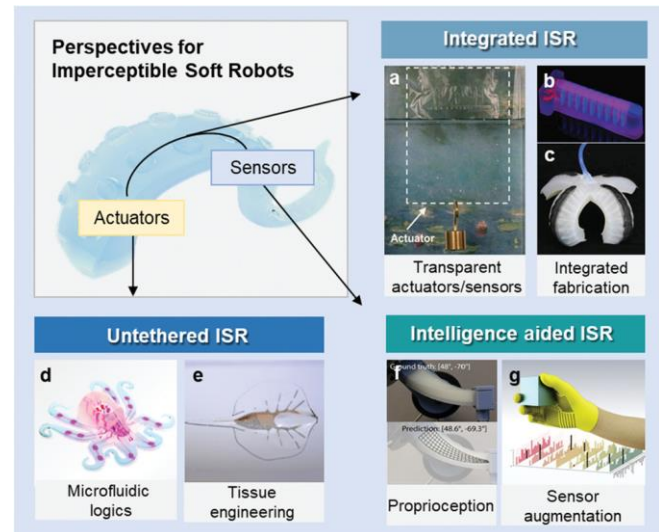 Perspectives for
Imperceptible Soft Robots
Sensors
Actuators
Integrated ISR
a
Actuator
Transparent
actuators/sensors
b
c
Integrated
fabrication
Untethered ISR
d
Microfluidic
logics
e
Tissue
engineering
Intelligence aided ISR
f
Ground truth: [48°, -70°]
Prediction: [48.6°, -69.3°]
Proprioception
g
Sensor
augmentation